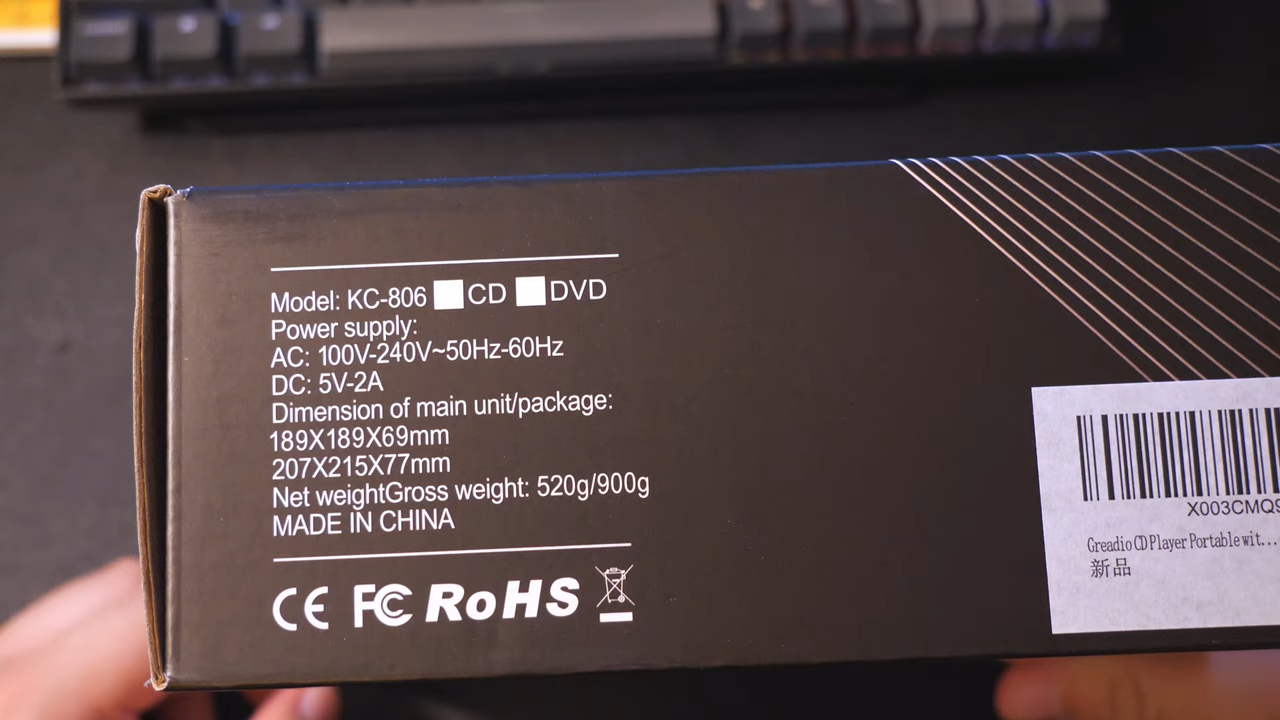 Model: KC-806 CD DVD
Power supply:
AC: 100V-240V~50Hz-60Hz
DC: 5V-2A
Dimension of main unit/package:
189X189X69mm
207X215X77mm
Net weightGross weight: 520g/900g
MADE IN CHINA
CE FC RoHS
X003CMQ9
Greadio CD Player Portable wit...
新品